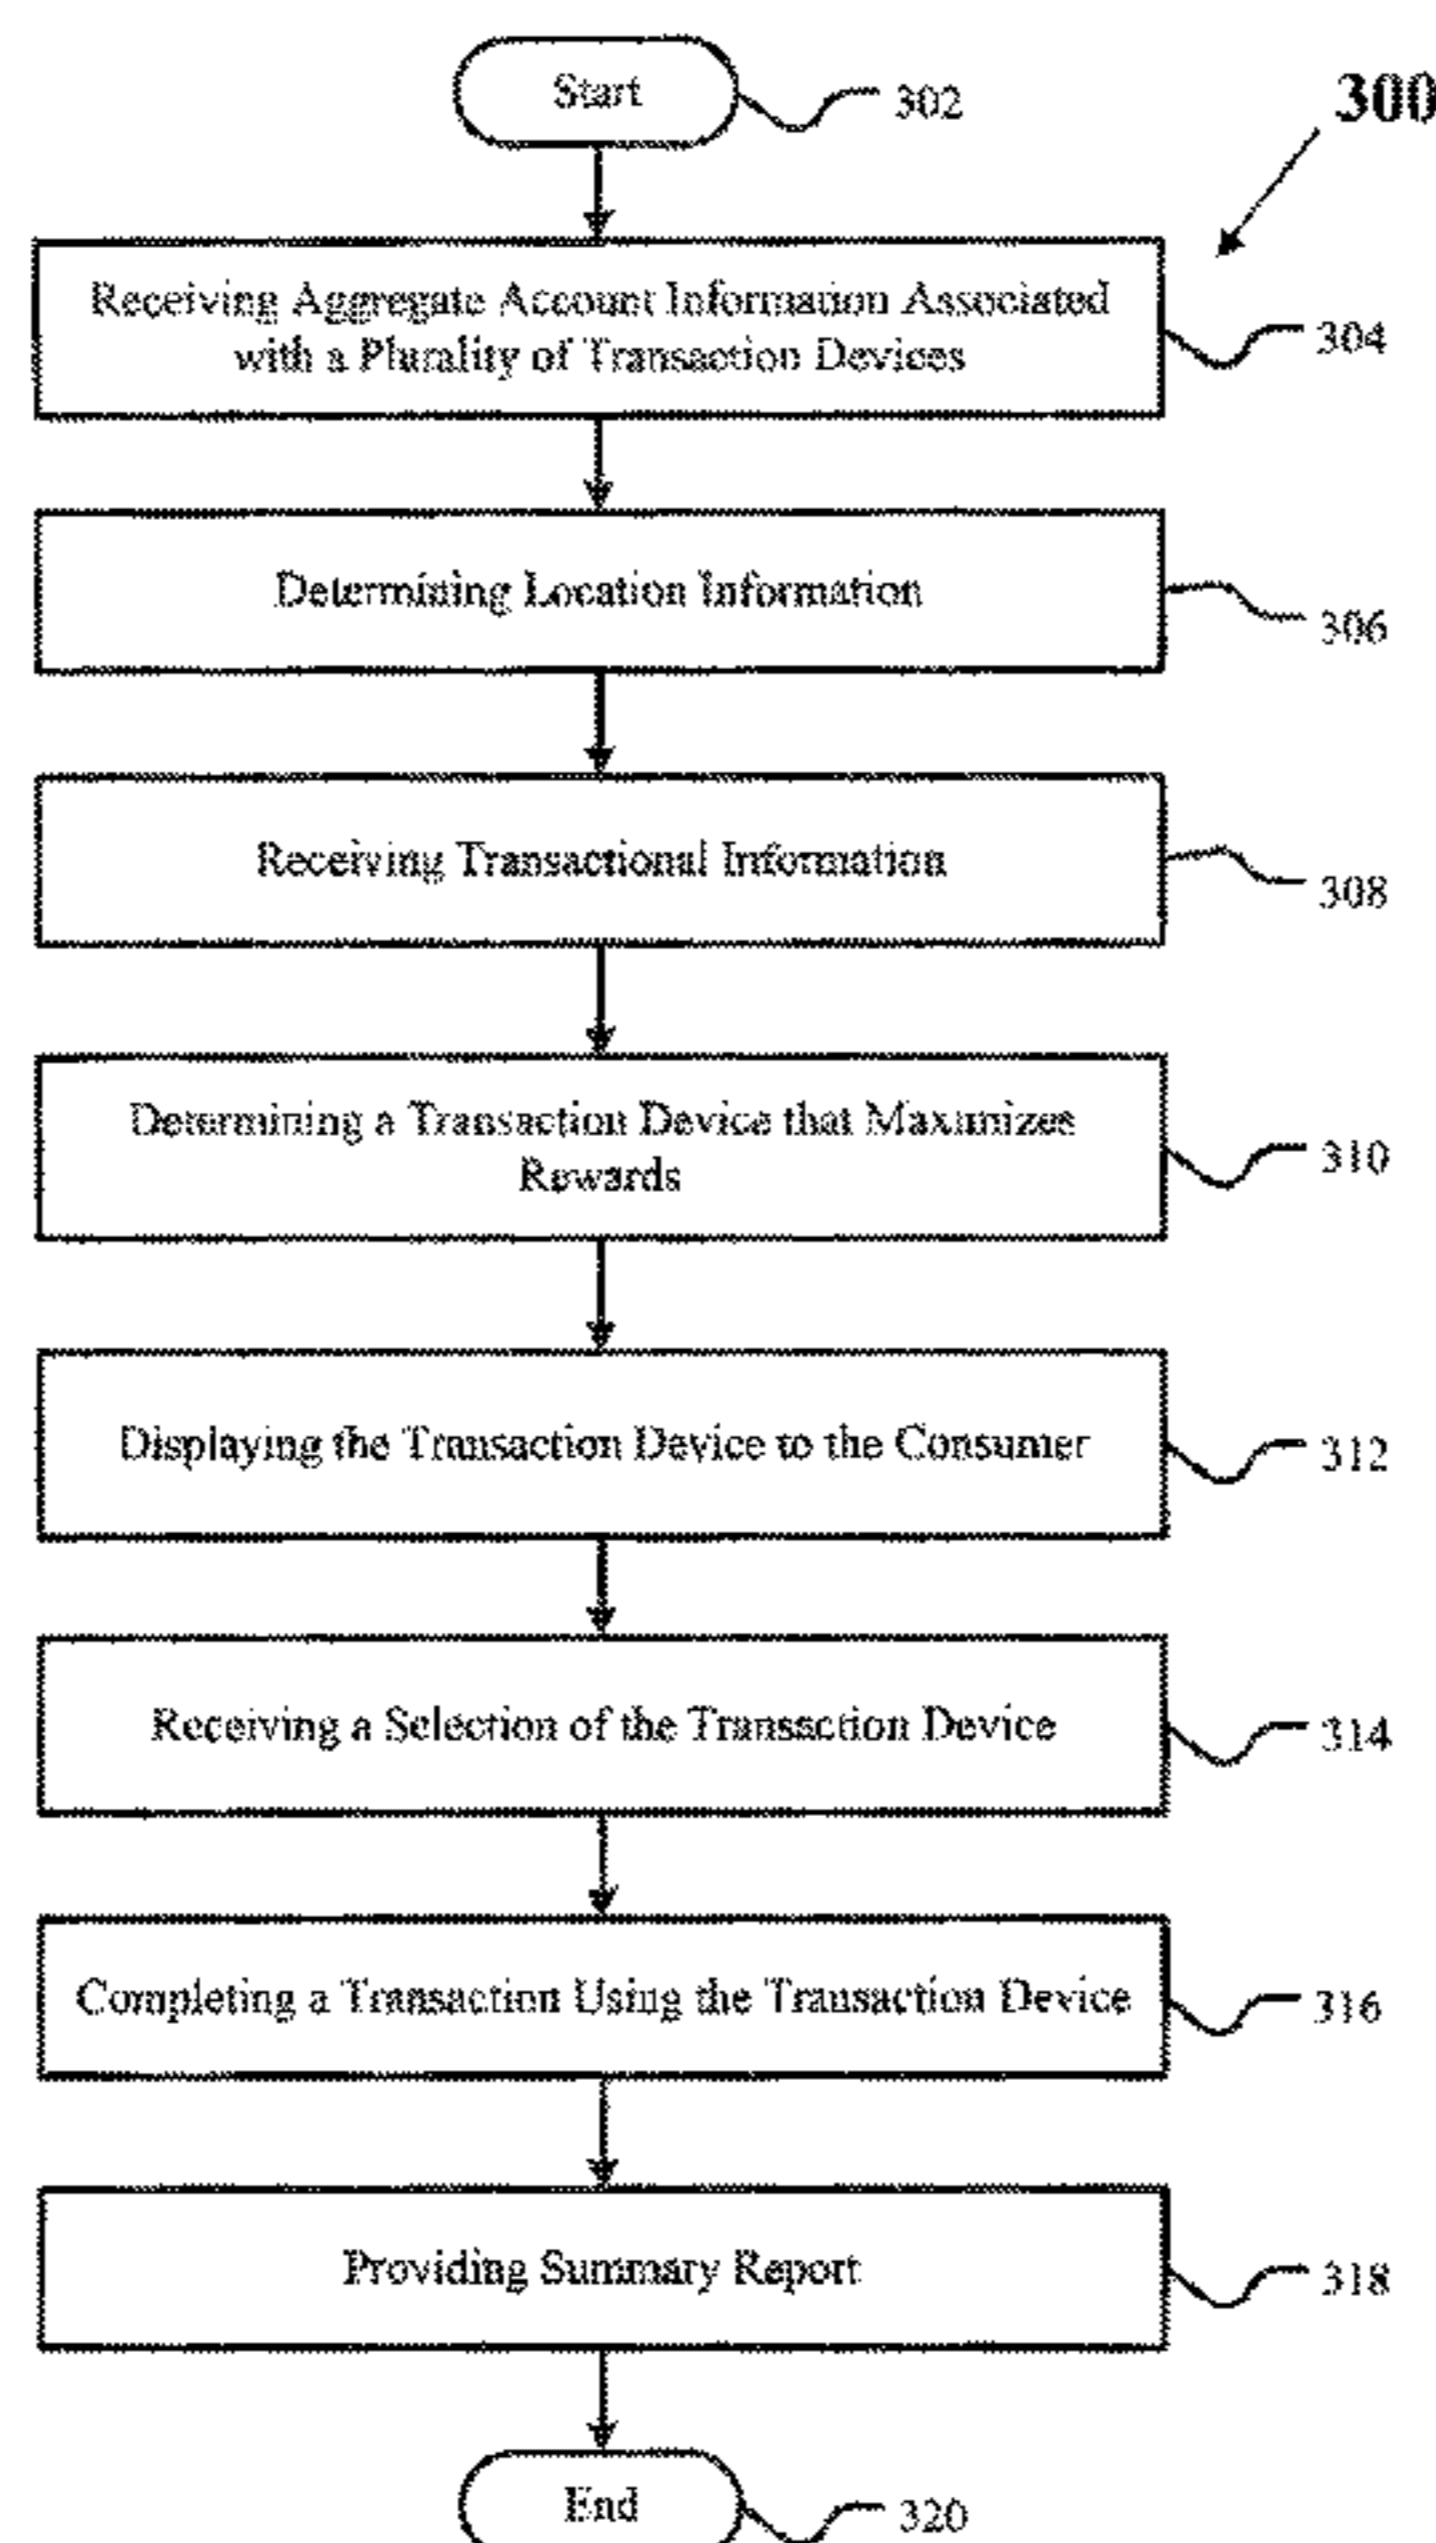 Start
302
300
Receiving Aggregate Account Information Associated
with a Plurality of Transaction Devices
304
Determining Location Information
306
Receiving Transactional Information
308
Determining a Transaction Device that Maximizes
Rewards
310
Displaying the Transaction Device to the Consumer
312
Receiving a Selection of the Transaction Device
314
Completing a Transaction Using the Transaction Device
316
Providing Summary Report
318
End
320